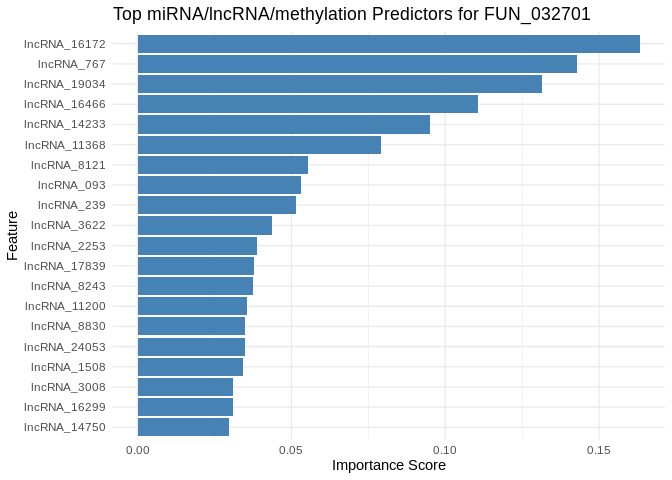 Top miRNA/lncRNA/methylation Predictors for FUN_032701
Feature
lncRNA_16172
lncRNA_767
lncRNA_19034
lncRNA_16466
lncRNA_14233
lncRNA_11368
lncRNA_8121
lncRNA_093
lncRNA_239
lncRNA_3622
lncRNA_2253
lncRNA_17839
lncRNA_8243
lncRNA_11200
lncRNA_8830
lncRNA_24053
lncRNA_1508
lncRNA_3008
lncRNA_16299
lncRNA_14750
0.00 0.05 0.10 0.15
Importance Score